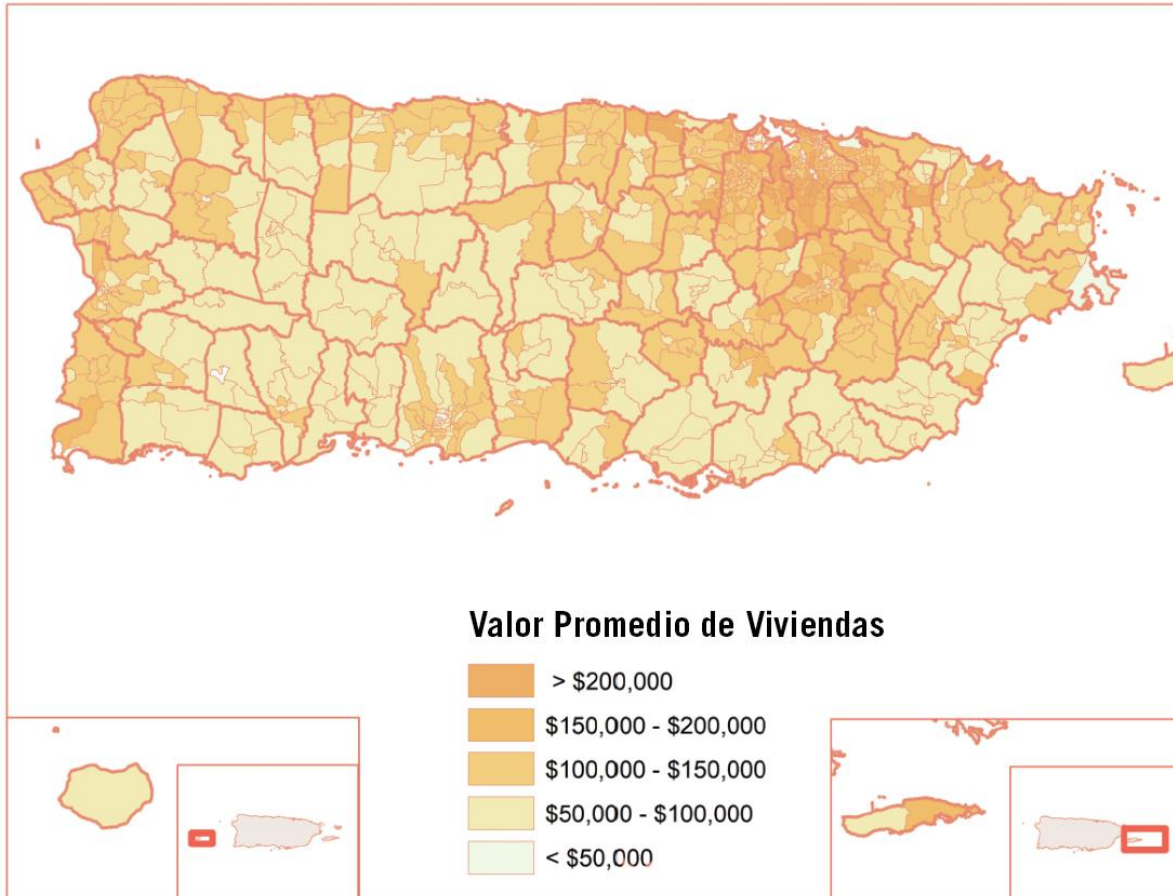 Valor Promedio de Viviendas
> $200,000
$150,000 - $200,000
$100,000 - $150,000
$50,000 - $100,000
< $50,000